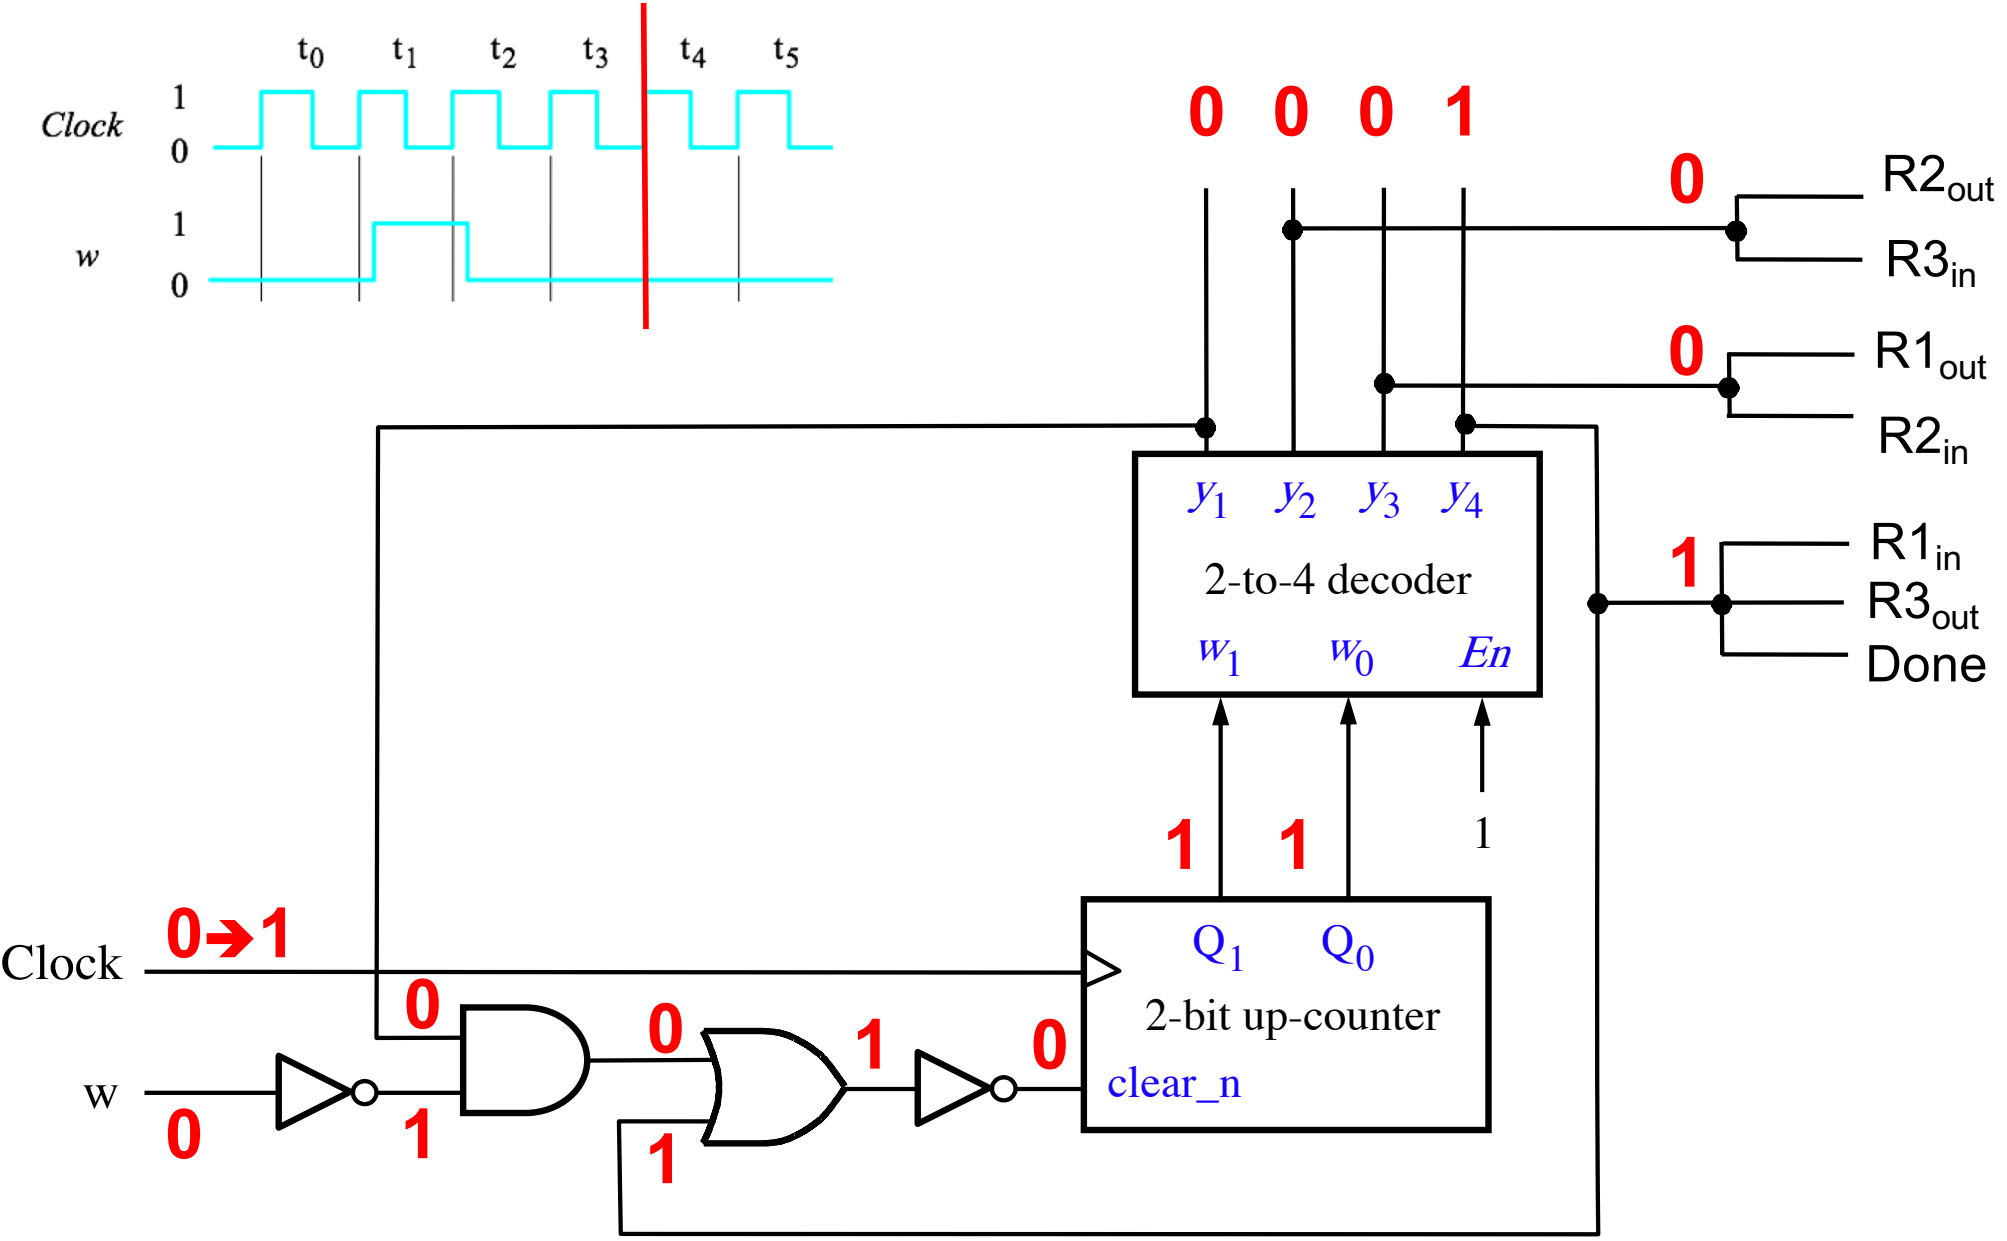 t0 t1 t2 t3 t4 t5
1
Clock
0
1
w
0
0 0 0 1
0
R2out
R3in
0
R1out
R2in
y1 y2 y3 y4
2-to-4 decoder
w1 w0 En
1
R1in
R3out
Done
1 1
1
Clock
0➔1
Q1 Q0
2-bit up-counter
clear_n
0
0
1
0
w
0
1
1